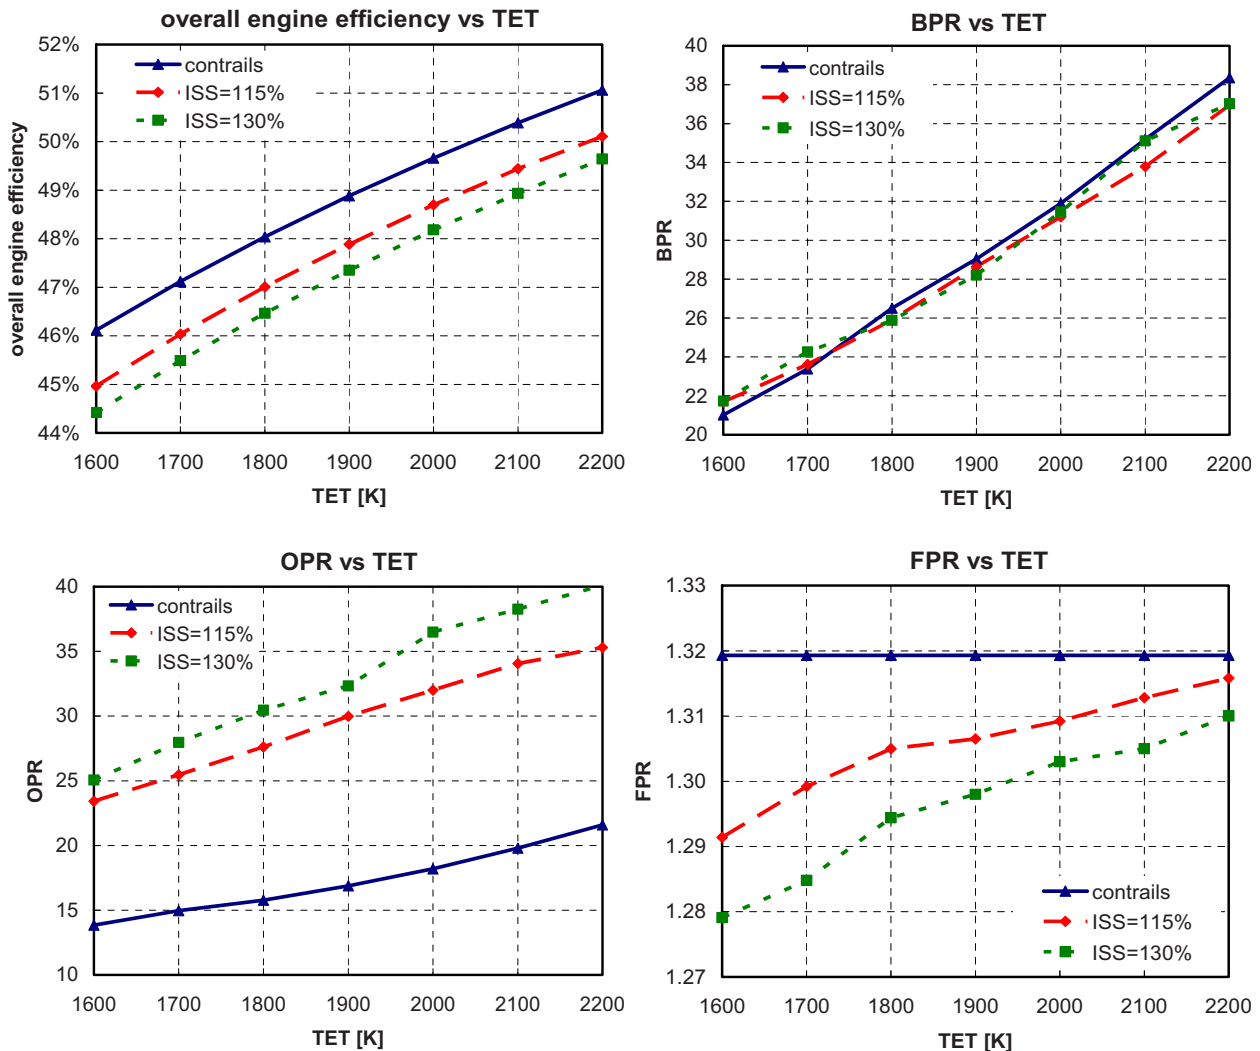 overall engine efficiency vs TET
52%
51%
50%
49%
48%
47%
46%
45%
44%
overall engine efficiency
contrails
ISS=115%
ISS=130%
1600 1700 1800 1900 2000 2100 2200
TET [K]
BPR vs TET
40
38
36
34
32
30
28
26
24
22
20
BPR
contrails
ISS=115%
ISS=130%
1600 1700 1800 1900 2000 2100 2200
TET [K]
OPR vs TET
40
35
30
25
20
15
10
OPR
contrails
ISS=115%
ISS=130%
1600 1700 1800 1900 2000 2100 2200
TET [K]
FPR vs TET
1.33
1.32
1.31
1.30
1.29
1.28
1.27
FPR
contrails
ISS=115%
ISS=130%
1600 1700 1800 1900 2000 2100 2200
TET [K]